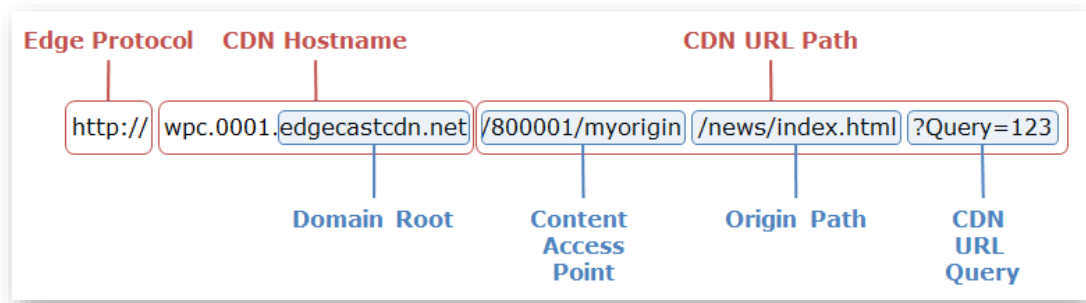 Edge Protocol CDN Hostname CDN URL Path
http:// wpc.0001.edgecastcdn.net /800001/myorigin /news/index.html ?Query=123
Domain Root Content Access Point Origin Path CDN URL Query